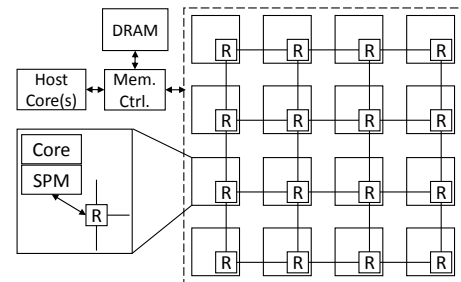 DRAM
Host
Core(s)
Mem.
Ctrl.
Core
SPM
R
R R R R
R R R R
R R R R
R R R R